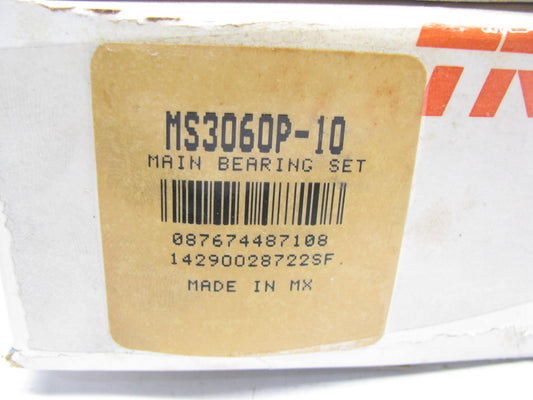 MS3060P-10
MAIN BEARING SET
087674487108
14290028722SF.
MADE IN MX